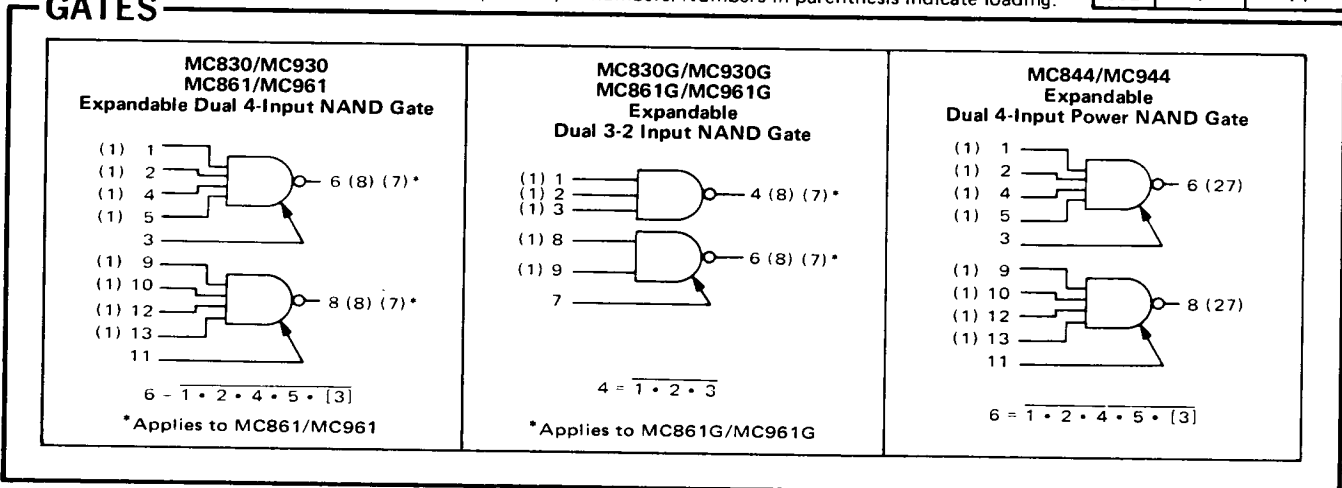 GATES
Numbers in parenthesis indicate loading.
MC830/MC930
MC861/MC961
Expandable Dual 4-Input NAND Gate
(1) 1
(1) 2
(1) 4
(1) 5
3
6 (8) (7)*
(1) 9
(1) 10
(1) 12
(1) 13
11
8 (8) (7)*
6 - 1 • 2 • 4 • 5 • [3]
*Applies to MC861/MC961
MC830G/MC930G
MC861G/MC961G
Expandable
Dual 3-2 Input NAND Gate
(1) 1
(1) 2
(1) 3
4 (8) (7)*
(1) 8
(1) 9
7
6 (8) (7)*
4 = 1 • 2 • 3
*Applies to MC861G/MC961G
MC844/MC944
Expandable
Dual 4-Input Power NAND Gate
(1) 1
(1) 2
(1) 4
(1) 5
3
6 (27)
(1) 9
(1) 10
(1) 12
(1) 13
11
8 (27)
6 = 1 • 2 • 4 • 5 • [3]